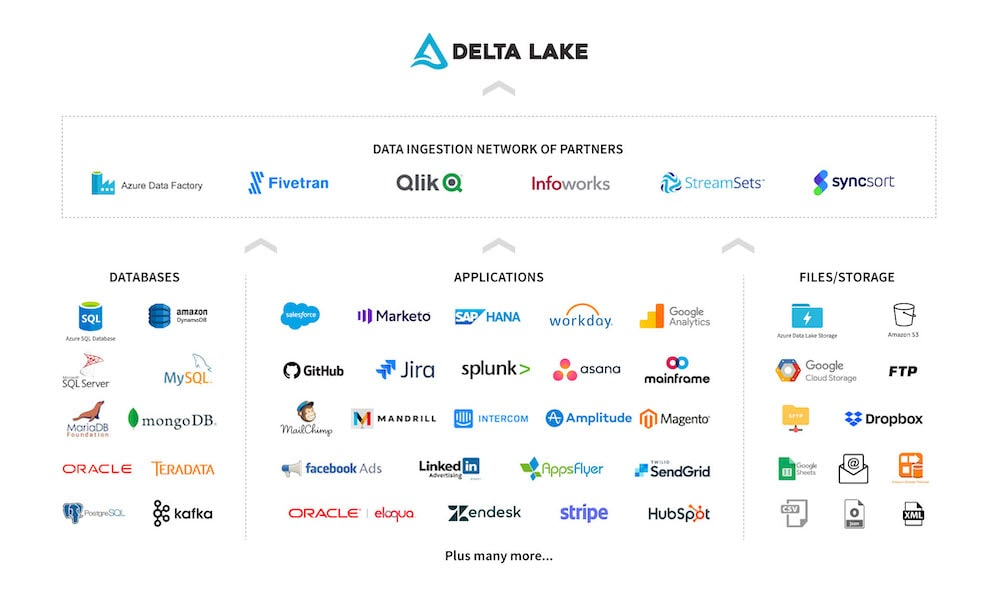 DELTA LAKE
DATA INGESTION NETWORK OF PARTNERS
Azure Data Factory
Fivetran
Qlik
Infoworks
StreamSets
syncsort
DATABASES
APPLICATIONS
FILES/STORAGE
SQL
Azure SQL Database
amazon
DynamoDB
salesforce
Marketo
SAP HANA
workday.
Google
Analytics
Azure Data Lake Storage
Amazon S3
Microsoft
SQL Server
MySQL
GitHub
Jira
splunk>
asana
mainframe
Google
Cloud Storage
FTP
MariaDB
Foundation
mongoDB.
MailChimp
MANDRILL
INTERCOM
Amplitude
Magento
SFTP
Dropbox
ORACLE
TERADATA
facebook Ads
Linked in
Advertising
AppsFlyer
TWILIO
SendGrid
Google
Sheets
@
PostgreSQL
kafka
ORACLE | eloqua.
zendesk
stripe
HubSpot
CSV
json
XML
Plus many more...